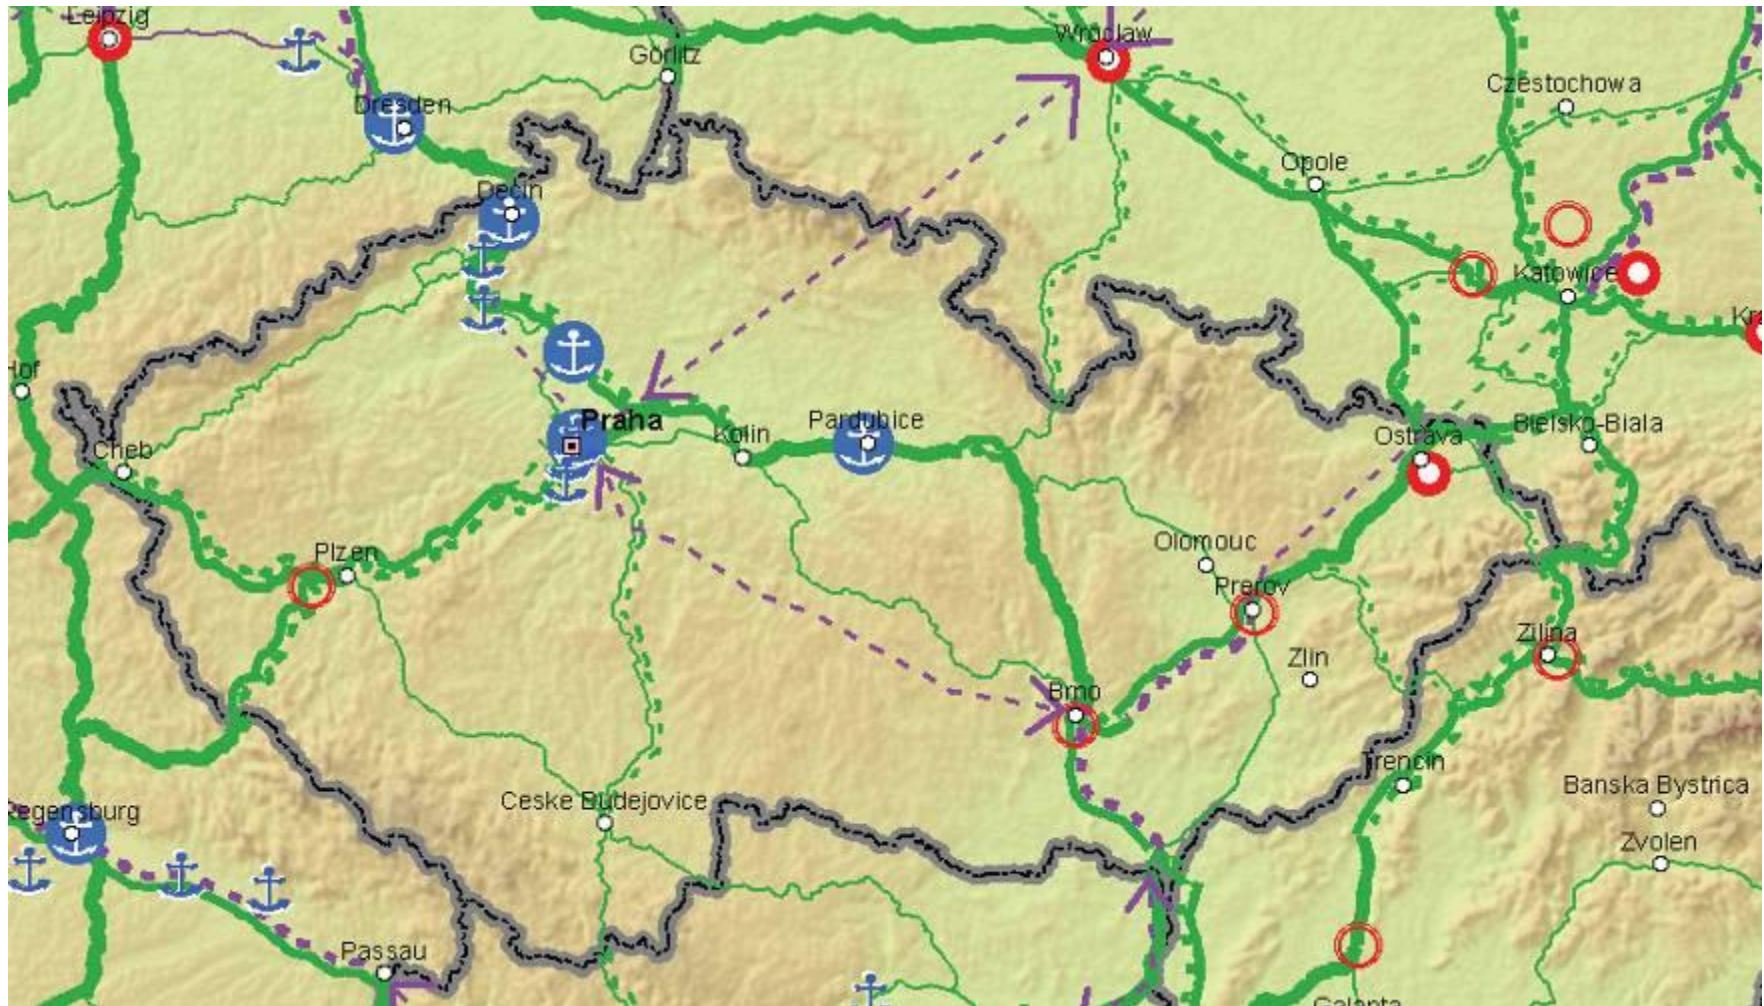 Leipzig
Wroclaw
Görlitz
Czestochowa
Dresden
Opole
Decin
Katowice
Hof
Praha
Pardubice
Kolin
Ostrava
Bielsko-Biala
Cheb
Plzen
Olomouc
Prerov
Zilina
Zlin
Brno
Trencin
Banska Bystrica
Ceske Budejovice
Regensburg
Zvolen
Passau
Galanta